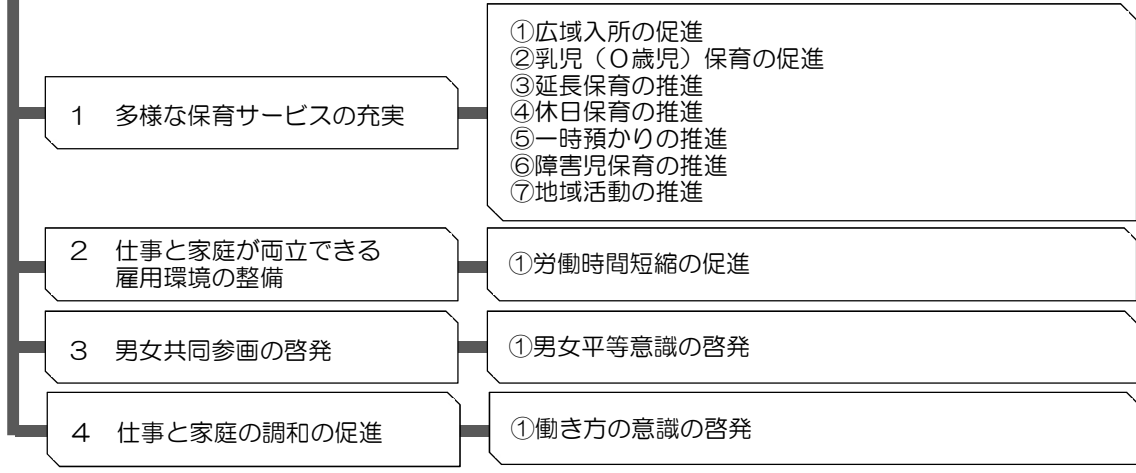 １　多様な保育サービスの充実
①広域入所の促進
②乳児（０歳児）保育の促進
③延長保育の推進
④休日保育の推進
⑤一時預かりの推進
⑥障害児保育の推進
⑦地域活動の推進
２　仕事と家庭が両立できる
雇用環境の整備
①労働時間短縮の促進
３　男女共同参画の啓発
①男女平等意識の啓発
４　仕事と家庭の調和の促進
①働き方の意識の啓発